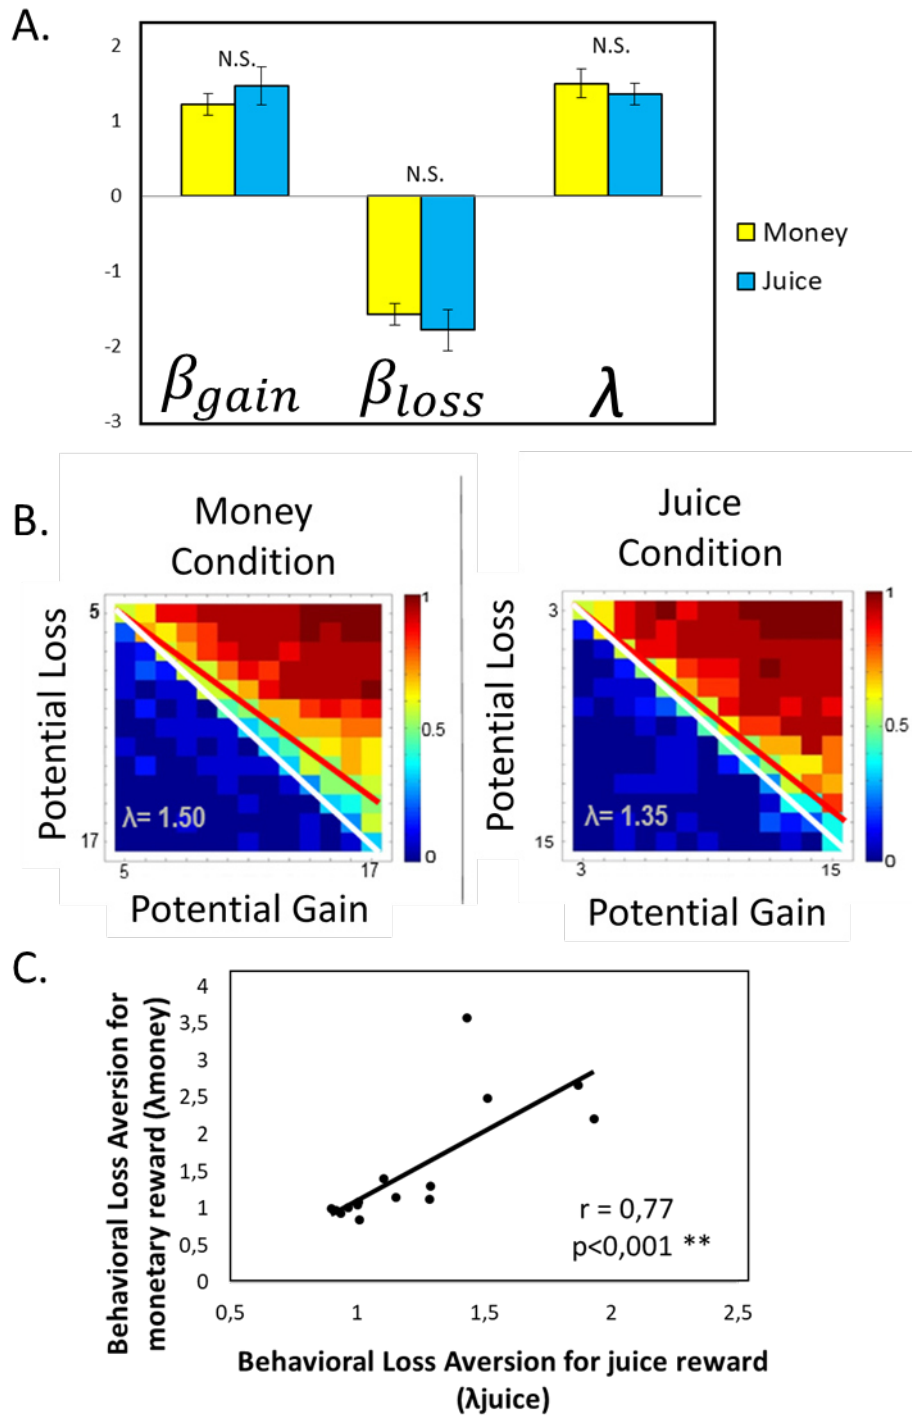 A.
2
1
0
-1
-2
-3
N.S.
N.S.
N.S.
βgain
βloss
λ
Money
Juice
B.
Money
Condition
Potential Loss
5
17
λ= 1.50
5
17
Potential Gain
1
0.5
0
Juice
Condition
Potential Loss
3
15
λ= 1.35
3
15
Potential Gain
1
0.5
0
C.
Behavioral Loss Aversion for
monetary reward (λmoney)
4
3,5
3
2,5
2
1,5
1
0,5
0
r = 0,77
p<0,001 **
0,5
1
1,5
2
2,5
Behavioral Loss Aversion for juice reward
(λjuice)